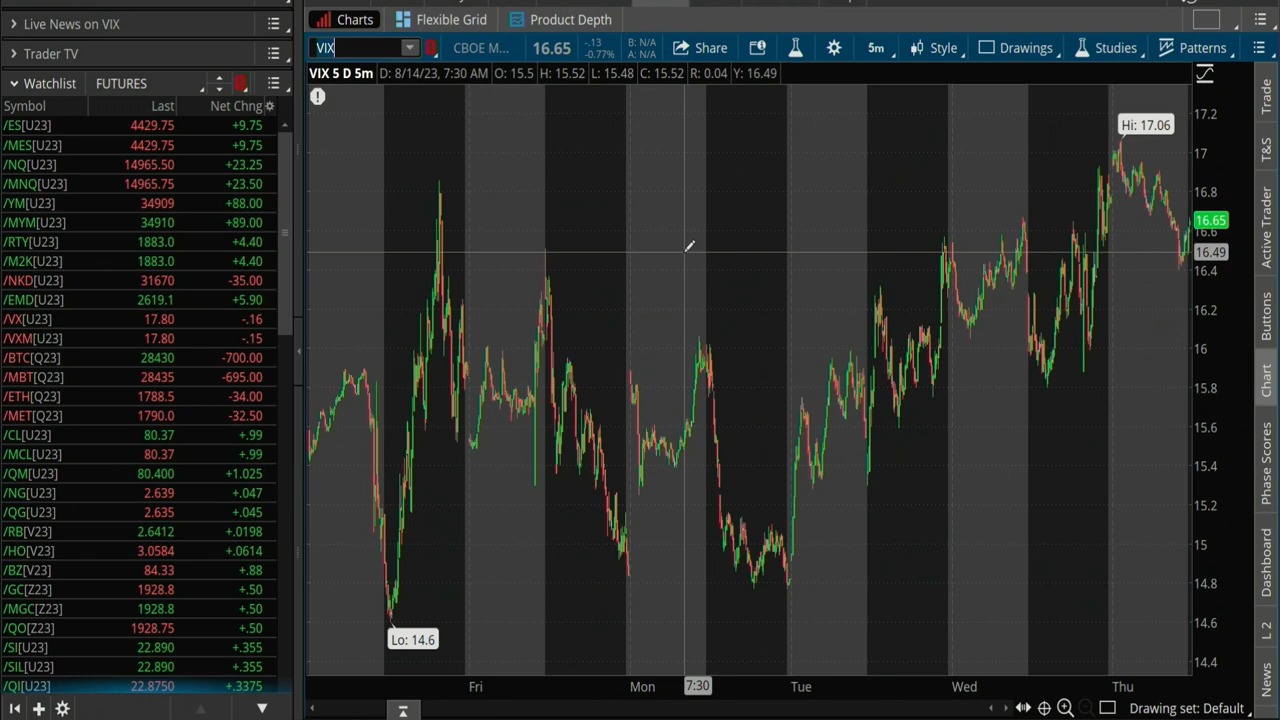 Live News on VIX
Trader TV
Watchlist FUTURES
Symbol Last Net Chng
/ES[U23] 4429.75 +9.75
/MES[U23] 4429.75 +9.75
/NQ[U23] 14965.50 +23.25
/MNQ[U23] 14965.75 +23.50
/YM[U23] 34909 +88.00
/MYM[U23] 34910 +89.00
/RTY[U23] 1883.0 +4.40
/M2K[U23] 1883.0 +4.40
/NKD[U23] 31670 -35.00
/EMD[U23] 2619.1 +5.90
/VX[U23] 17.80 -.16
/VXM[U23] 17.80 -.15
/BTC[Q23] 28430 -700.00
/MBT[Q23] 28435 -695.00
/ETH[Q23] 1788.5 -34.00
/MET[Q23] 1790.0 -32.50
/CL[U23] 80.37 +.99
/MCL[U23] 80.37 +.99
/QM[U23] 80.400 +1.025
/NG[U23] 2.639 +.047
/QG[U23] 2.635 +.045
/RB[V23] 2.6412 +.0198
/HO[V23] 3.0584 +.0614
/BZ[V23] 84.33 +.88
/GC[Z23] 1928.8 +.50
/MGC[Z23] 1928.8 +.50
/QO[Z23] 1928.75 +.50
/SI[U23] 22.890 +.355
/SIL[U23] 22.890 +.355
/QI[U23] 22.8750 +.3375
Charts Flexible Grid Product Depth
VIX CBOE M... 16.65 -.13 -0.77% B: N/A A: N/A Share 5m Style Drawings Studies Patterns
VIX 5 D 5m D: 8/14/23, 7:30 AM O: 15.5 H: 15.52 L: 15.48 C: 15.52 R: 0.04 Y: 16.49
Hi: 17.06
Lo: 14.6
17.2
17
16.8
16.65
16.6
16.49
16.4
16.2
16
15.8
15.6
15.4
15.2
15
14.8
14.6
14.4
Fri Mon 7:30 Tue Wed Thu
Drawing set: Default
Trade
T&S
Active Trader
Buttons
Chart
Phase Scores
Dashboard
L 2
News